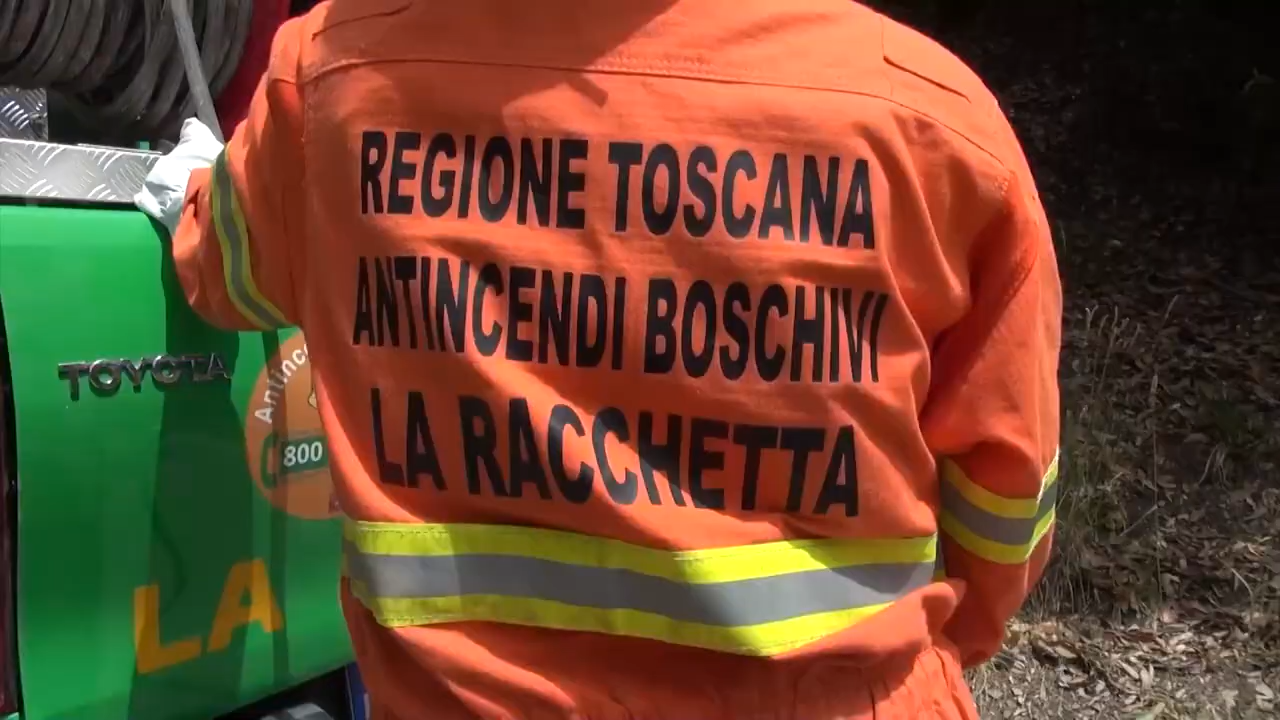 REGIONE TOSCANA
ANTINCENDI BOSCHIVI
LA RACCHETTA
TOYOTA
800
LA